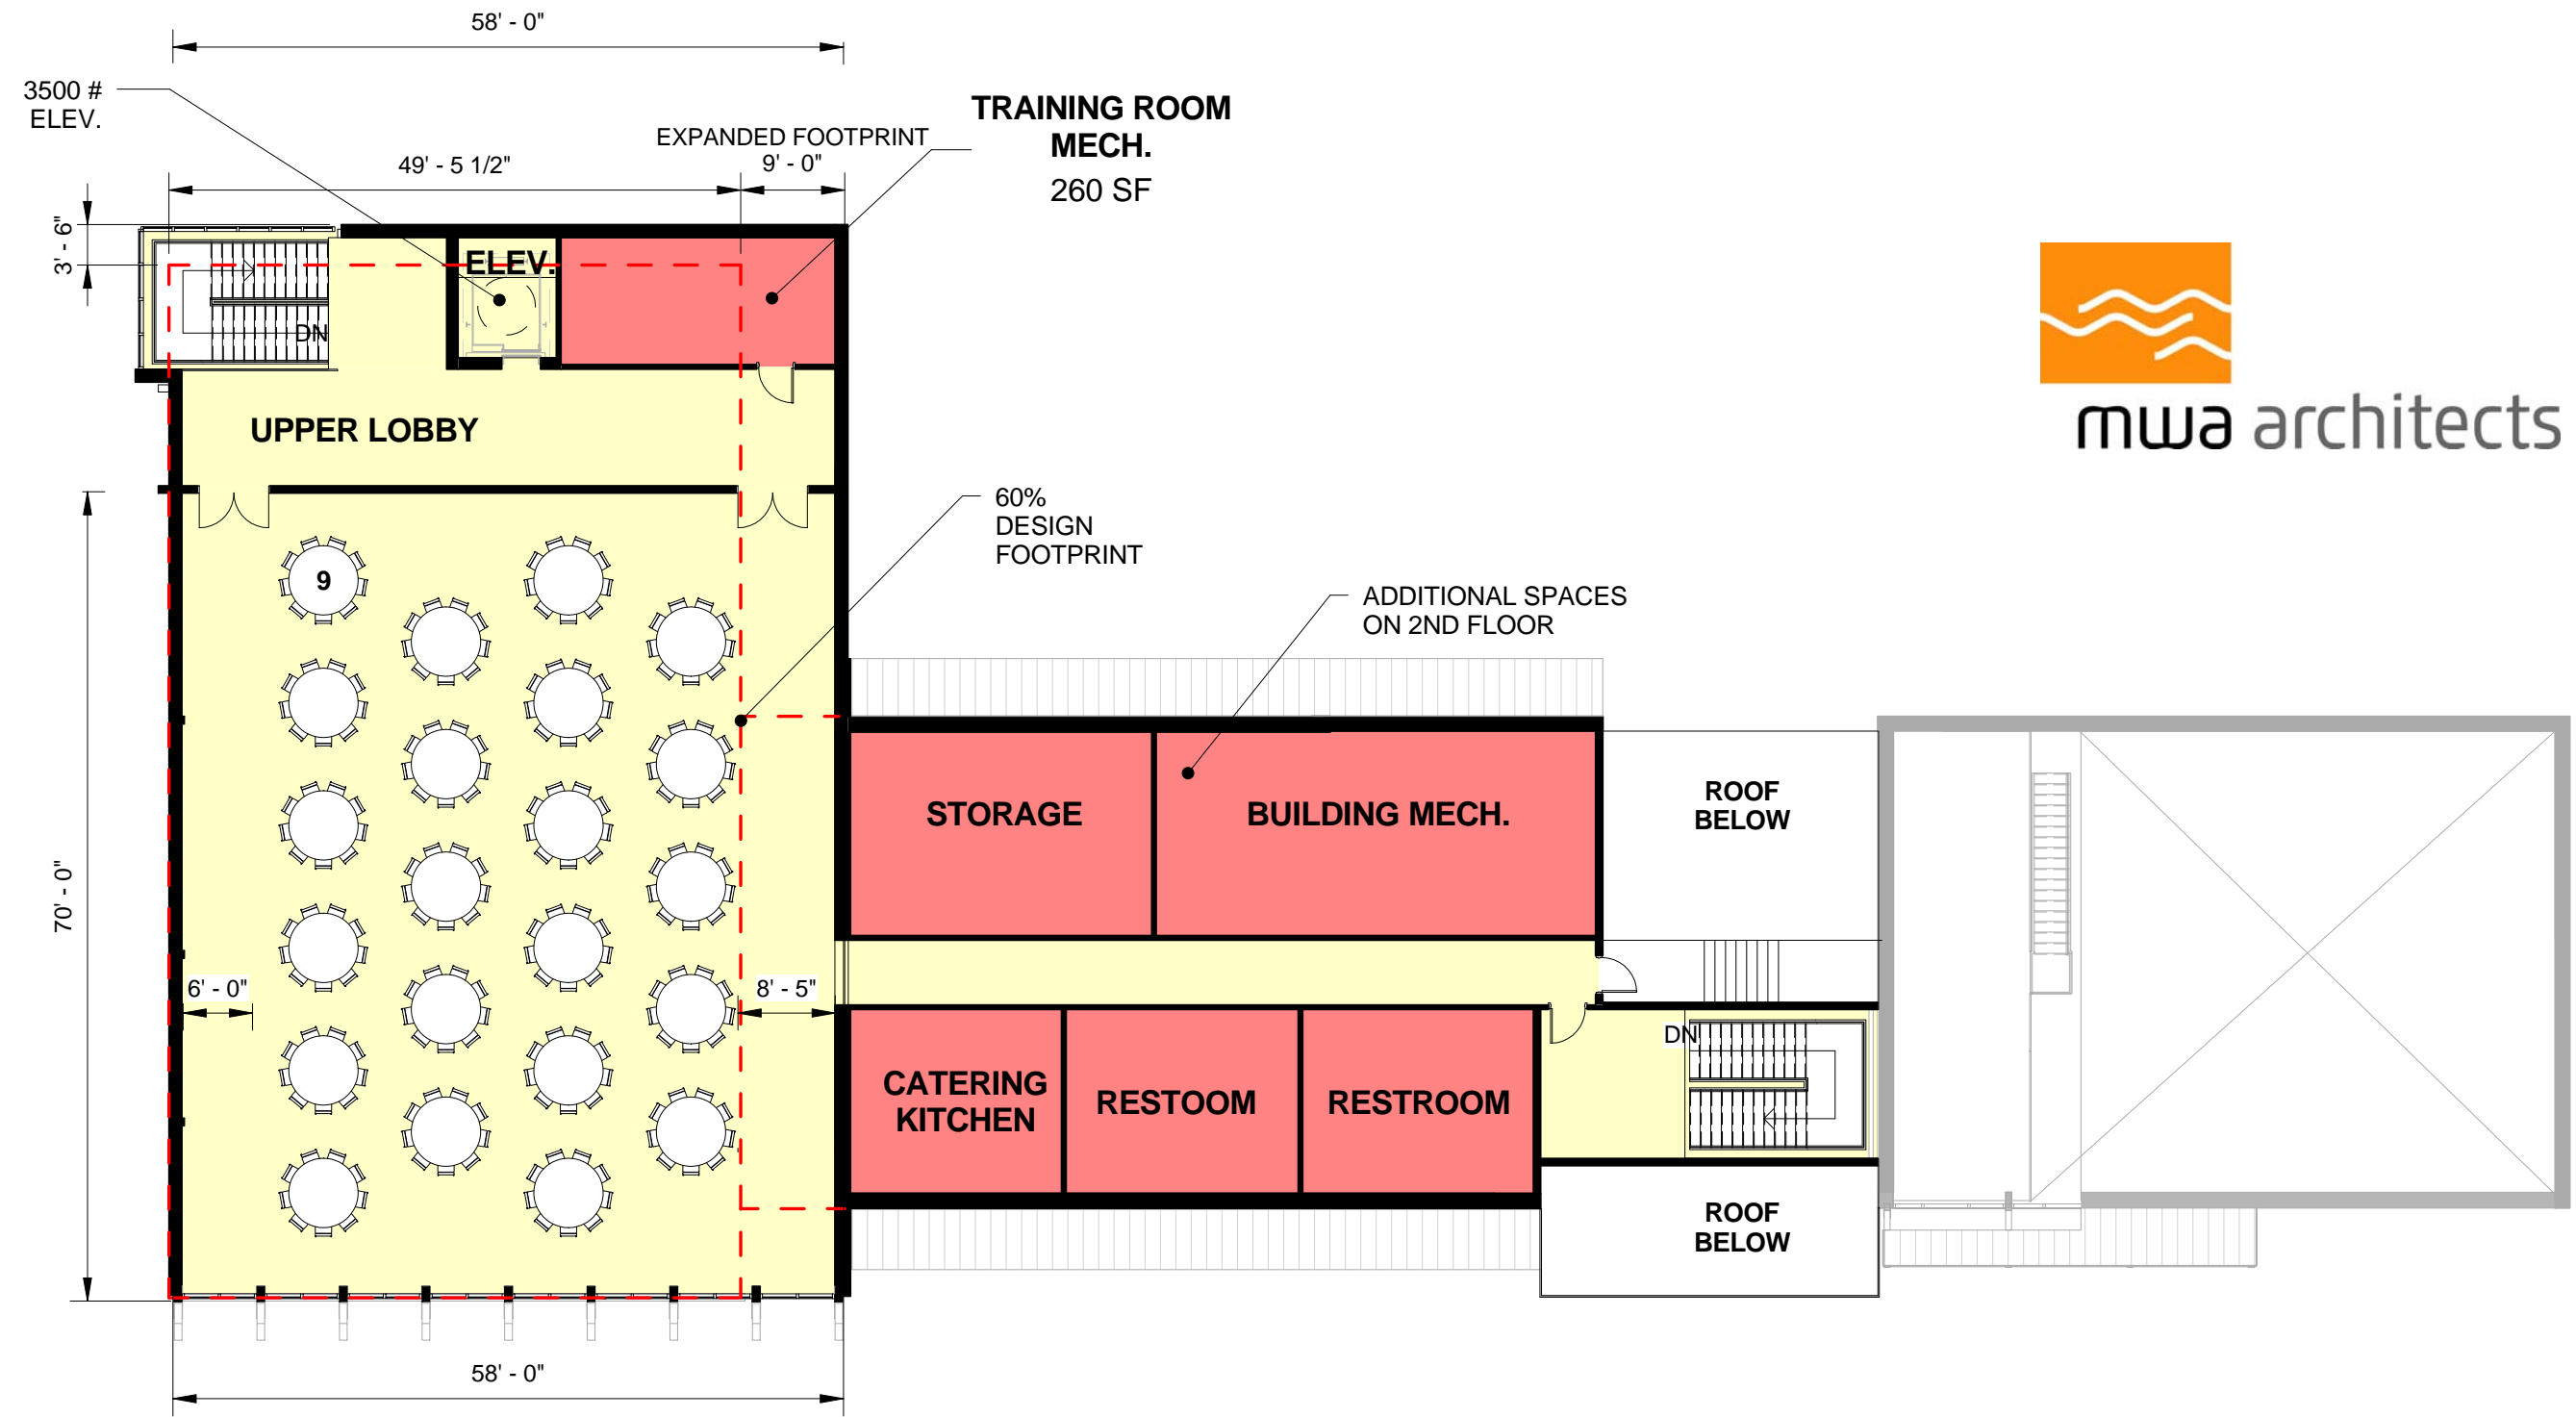 58' - 0"
3500 #
ELEV.
TRAINING ROOM
MECH.
260 SF
EXPANDED FOOTPRINT
49' - 5 1/2"
9' - 0"
3' - 6"
ELEV.
DN
UPPER LOBBY
mwa architects
60%
DESIGN
FOOTPRINT
9
ADDITIONAL SPACES
ON 2ND FLOOR
STORAGE
BUILDING MECH.
ROOF
BELOW
70' - 0"
6' - 0"
8' - 5"
DN
CATERING
KITCHEN
RESTOOM
RESTROOM
ROOF
BELOW
58' - 0"